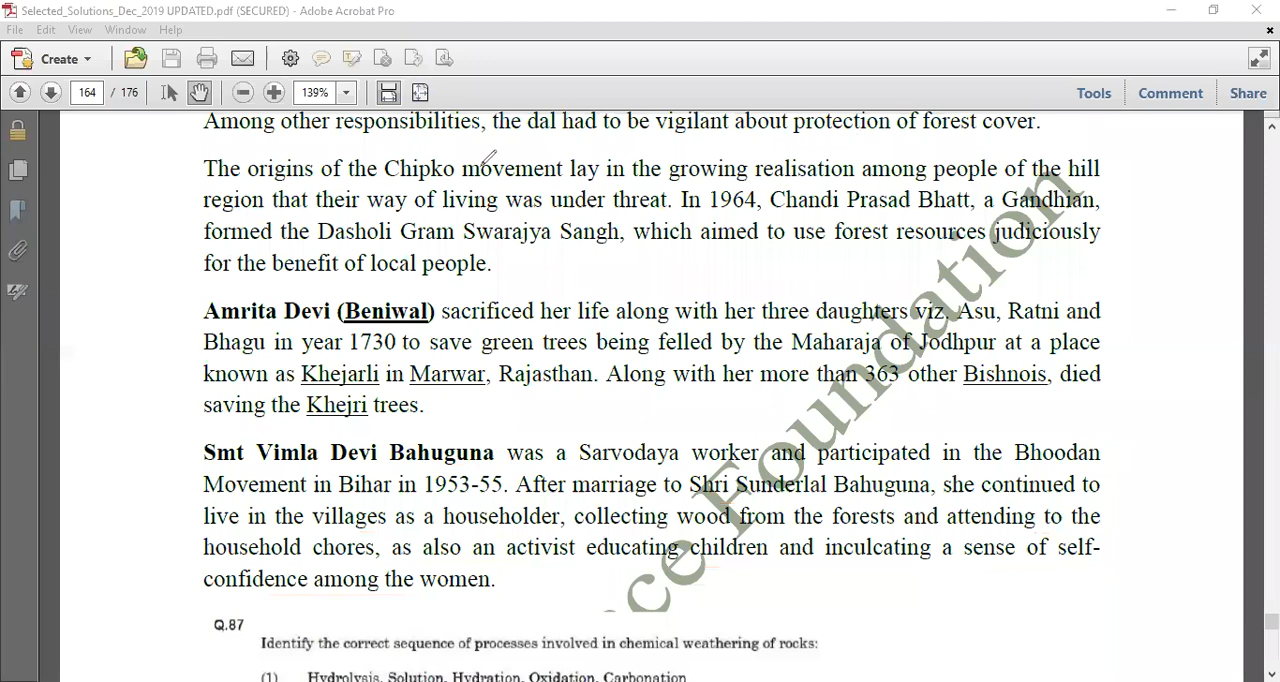 Selected_Solutions_Dec_2019 UPDATED.pdf (SECURED) - Adobe Acrobat Pro
File Edit View Window Help
Create
164 / 176 139% Tools Comment Share
Among other responsibilities, the dal had to be vigilant about protection of forest cover.
The origins of the Chipko movement lay in the growing realisation among people of the hill
region that their way of living was under threat. In 1964, Chandi Prasad Bhatt, a Gandhian,
formed the Dasholi Gram Swarajya Sangh, which aimed to use forest resources judiciously
for the benefit of local people.
Amrita Devi (Beniwal) sacrificed her life along with her three daughters viz. Asu, Ratni and
Bhagu in year 1730 to save green trees being felled by the Maharaja of Jodhpur at a place
known as Khejarli in Marwar, Rajasthan. Along with her more than 363 other Bishnois, died
saving the Khejri trees.
Smt Vimla Devi Bahuguna was a Sarvodaya worker and participated in the Bhoodan
Movement in Bihar in 1953-55. After marriage to Shri Sunderlal Bahuguna, she continued to
live in the villages as a householder, collecting wood from the forests and attending to the
household chores, as also an activist educating children and inculcating a sense of self-
confidence among the women.
Q.87
Identify the correct sequence of processes involved in chemical weathering of rocks:
(1) Hydrolysis, Solution, Hydration, Oxidation, Carbonation
Foundation